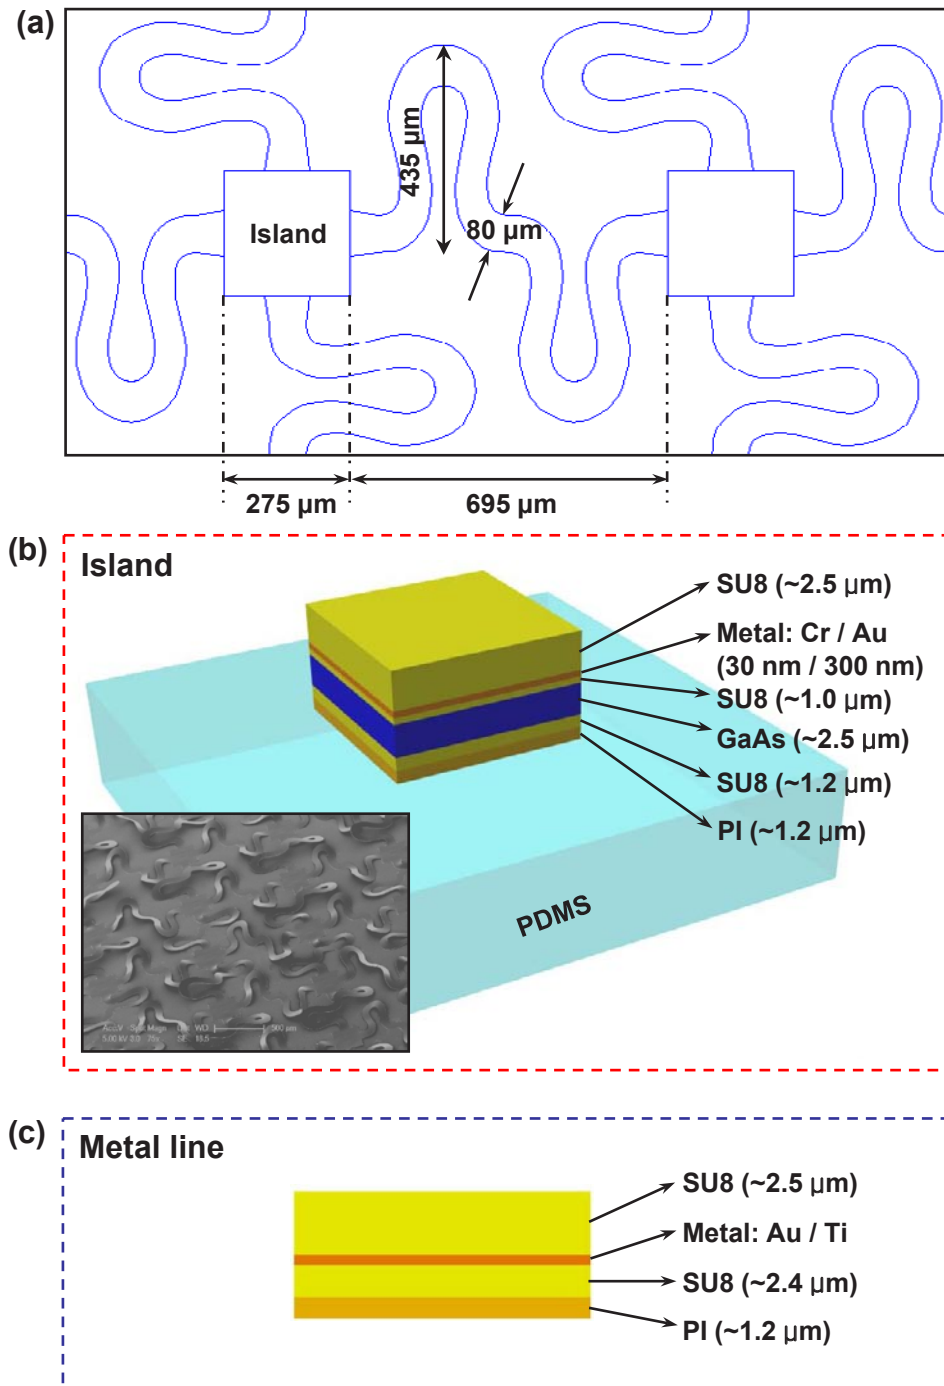 (a)
435 µm
Island
80 µm
275 µm
695 µm
(b)
Island
SU8 (~2.5 µm)
Metal: Cr / Au
(30 nm / 300 nm)
SU8 (~1.0 µm)
GaAs (~2.5 µm)
SU8 (~1.2 µm)
PI (~1.2 µm)
PDMS
500 µm
(c)
Metal line
SU8 (~2.5 µm)
Metal: Au / Ti
SU8 (~2.4 µm)
PI (~1.2 µm)